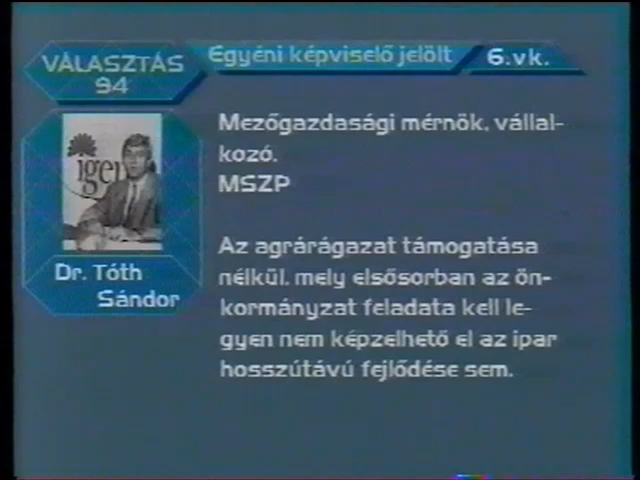 VÁLASZTÁS
94
Egyéni képviselő jelölt
6.vk.
igen
Dr. Tóth
Sándor
Mezőgazdasági mérnök, vállal-
kozó.
MSZP
Az agrárágazat támogatása
nélkül, mely elsősorban az ön-
kormányzat feladata kell le-
gyen nem képzelhető el az ipar
hosszútávú fejlődése sem.